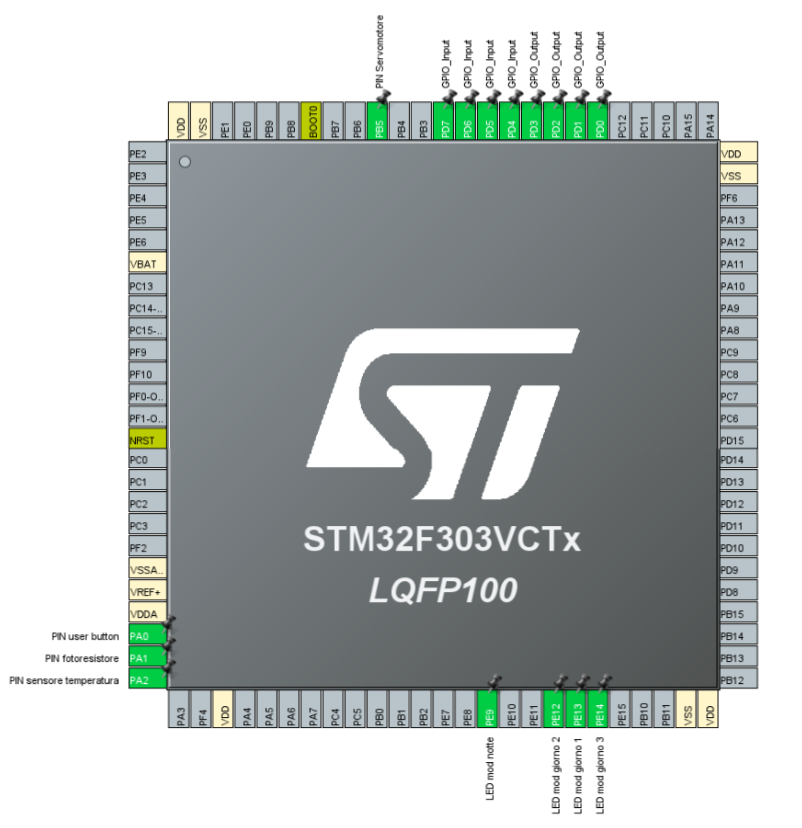 PIN Servomotore
GPIO_Input
GPIO_Input
GPIO_Input
GPIO_Input
GPIO_Output
GPIO_Output
GPIO_Output
GPIO_Output
VDD
VSS
PE1
PE0
PB9
PB8
BOOT0
PB7
PB6
PB5
PB4
PB3
PD7
PD6
PD5
PD4
PD3
PD2
PD1
PD0
PC12
PC11
PC10
PA15
PA14
PE2
PE3
PE4
PE5
PE6
VBAT
PC13
PC14-..
PC15-..
PF9
PF10
PF0-O..
PF1-O..
NRST
PC0
PC1
PC2
PC3
PF2
VSSA..
VREF+
VDDA
PIN user button PA0
PIN fotoresistore PA1
PIN sensore temperatura PA2
STM32F303VCTx
LQFP100
VDD
VSS
PF6
PA13
PA12
PA11
PA10
PA9
PA8
PC9
PC8
PC7
PC6
PD15
PD14
PD13
PD12
PD11
PD10
PD9
PD8
PB15
PB14
PB13
PB12
PA3
PF4
VDD
PA4
PA5
PA6
PA7
PC4
PC5
PB0
PB1
PB2
PE7
PE8
PE9
PE10
PE11
PE12
PE13
PE14
PE15
PB10
PB11
VSS
VDD
LED mod notte
LED mod giorno 2
LED mod giorno 1
LED mod giorno 3